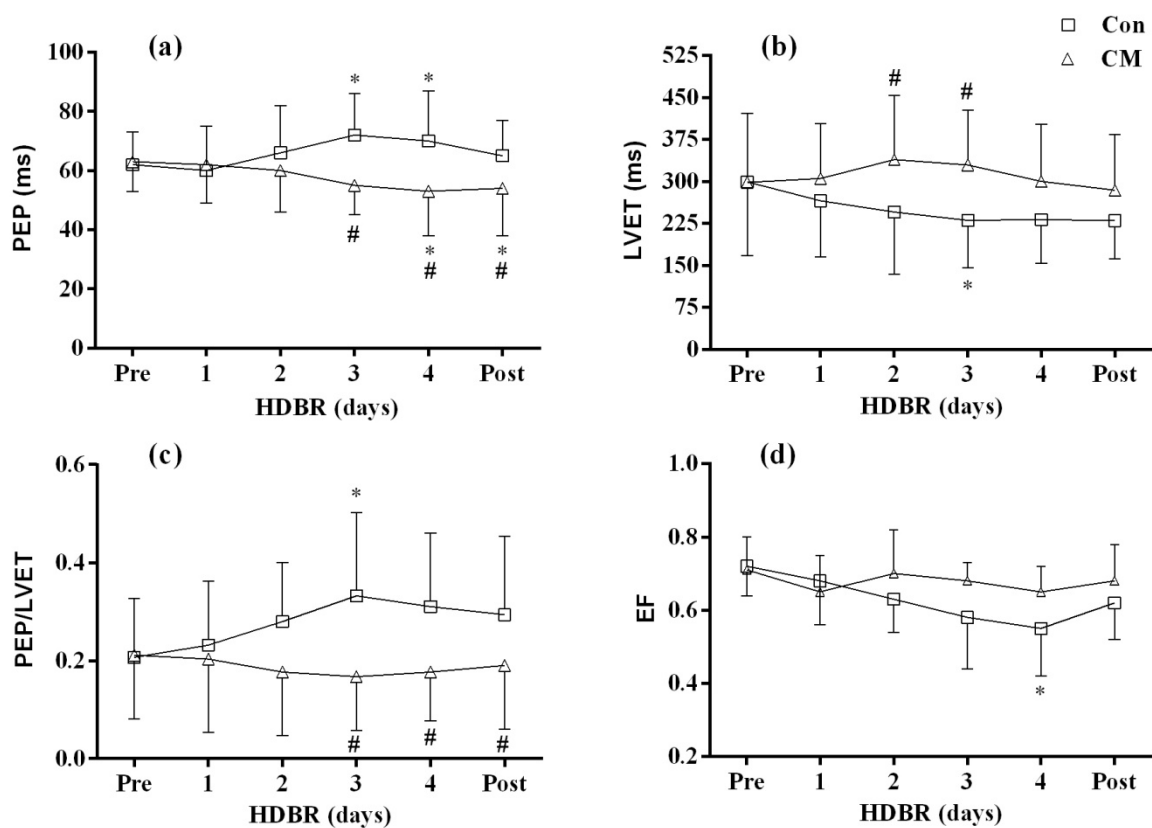 (a)
100
80
60
40
20
0
PEP (ms)
* *
#
* *
# #
Pre 1 2 3 4 Post
HDBR (days)
(b)
Con
CM
525
450
375
300
225
150
75
0
LVET (ms)
# #
*
Pre 1 2 3 4 Post
HDBR (days)
(c)
0.6
0.4
0.2
0.0
PEP/LVET
*
# # #
Pre 1 2 3 4 Post
HDBR (days)
(d)
1.0
0.8
0.6
0.4
0.2
EF
*
Pre 1 2 3 4 Post
HDBR (days)